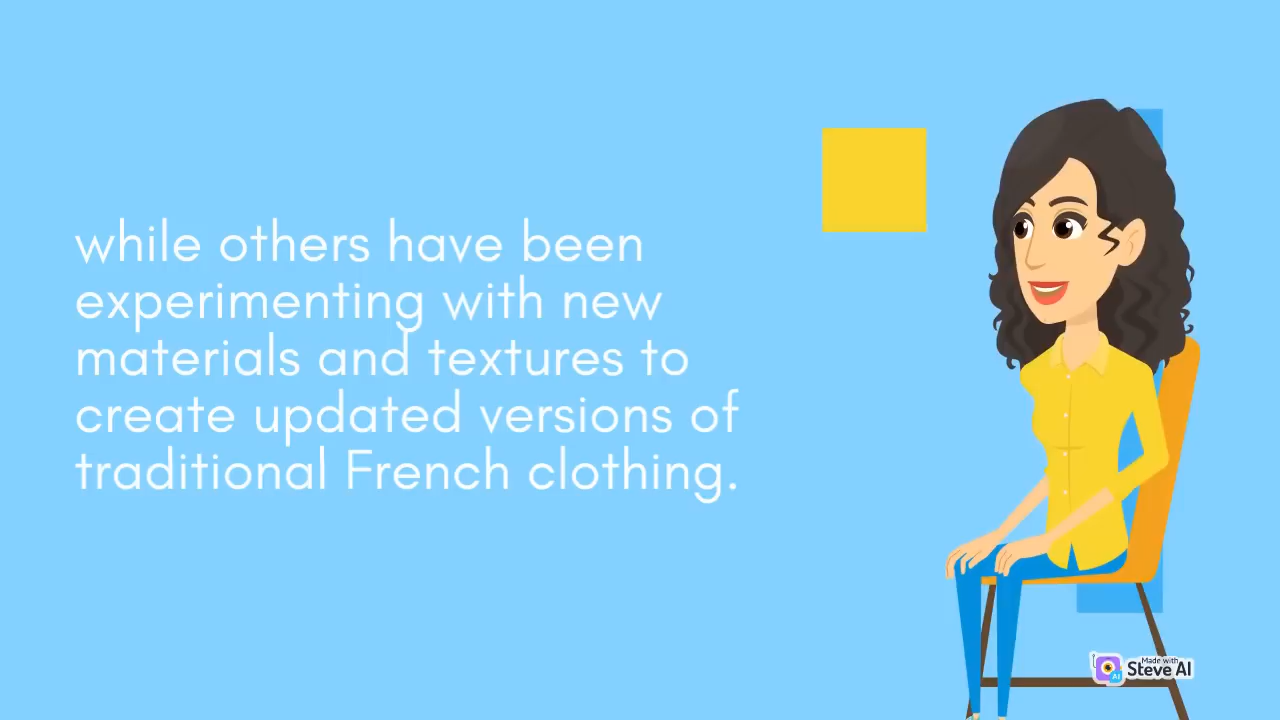 while others have been
experimenting with new
materials and textures to
create updated versions of
traditional French clothing.
Made with
Steve AI
AI